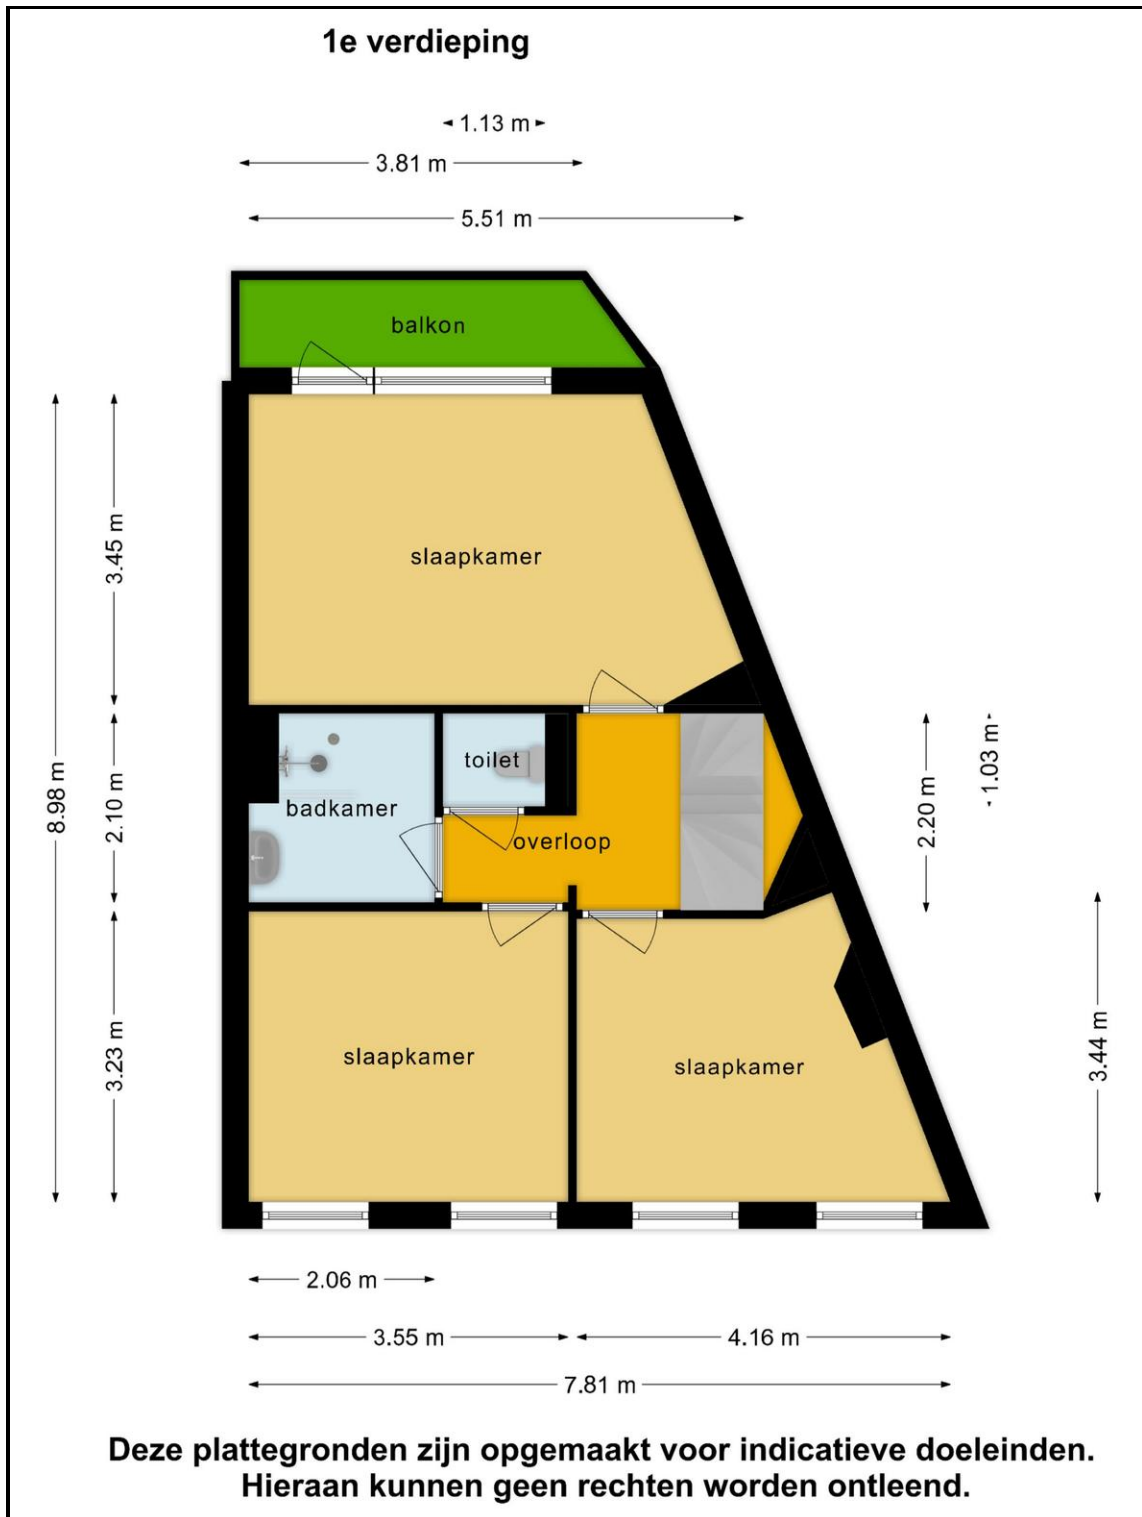 1e verdieping
1.13 m
3.81 m
5.51 m
balkon
3.45 m
slaapkamer
8.98 m
2.10 m
toilet
badkamer
overloop
2.20 m
1.03 m
3.23 m
slaapkamer
slaapkamer
3.44 m
2.06 m
3.55 m
4.16 m
7.81 m
Deze plattegronden zijn opgemaakt voor indicatieve doeleinden.
Hieraan kunnen geen rechten worden ontleend.